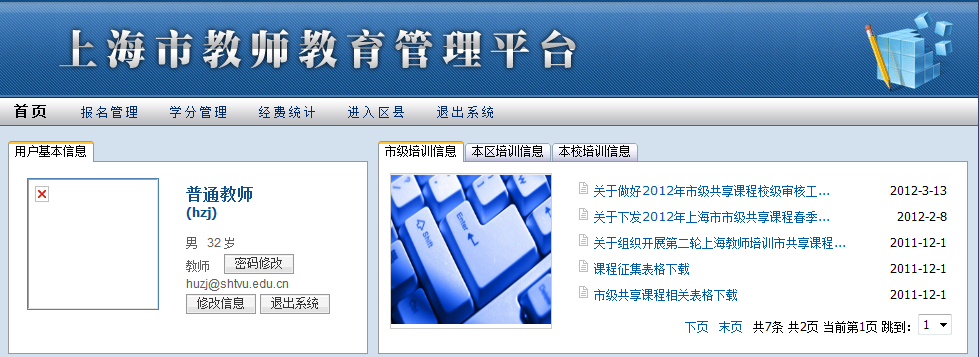 上海市教师教育管理平台
首页 报名管理 学分管理 经费统计 进入区县 退出系统
用户基本信息
普通教师
(hzj)
男 32岁
教师 密码修改
huzj@shtvu.edu.cn
修改信息 退出系统
市级培训信息 本区培训信息 本校培训信息
关于做好2012年市级共享课程校级审核工... 2012-3-13
关于下发2012年上海市市级共享课程春季... 2012-2-8
关于组织开展第二轮上海教师培训市共享课程... 2011-12-1
课程征集表格下载 2011-12-1
市级共享课程相关表格下载 2011-12-1
Shift
Enter
下页 末页 共7条 共2页 当前第1页 跳到： 1